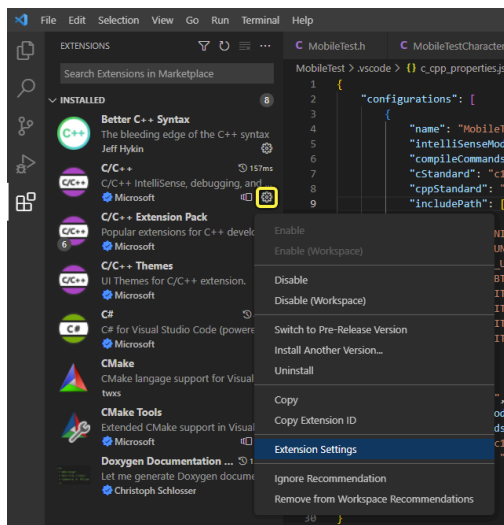 File Edit Selection View Go Run Terminal Help
EXTENSIONS
C MobileTest.h
C MobileTestCharacter
MobileTest > .vscode > {} c_cpp_properties.js
Search Extensions in Marketplace
INSTALLED 8
Better C++ Syntax
The bleeding edge of the C++ syntax
Jeff Hykin
C/C++ 157ms
C/C++ IntelliSense, debugging, and
Microsoft
C/C++ Extension Pack
Popular extensions for C++ develo
6 Microsoft
C/C++ Themes
UI Themes for C/C++ extension.
Microsoft
C#
C# for Visual Studio Code (powere
Microsoft
CMake
CMake langage support for Visual
twxs
CMake Tools
Extended CMake support in Visual
Microsoft
Doxygen Documentation ... 1
Let me generate Doxygen docume
Christoph Schlosser
1 {
2 "configurations": [
3 {
4 "name": "MobileT
5 "intelliSenseMod
6 "compileCommands
7 "cStandard": "c1
8 "cppStandard": "
9 "includePath": [
Enable
Enable (Workspace)
Disable
Disable (Workspace)
Switch to Pre-Release Version
Install Another Version...
Uninstall
Copy
Copy Extension ID
Extension Settings
Ignore Recommendation
Remove from Workspace Recommendations
30 }